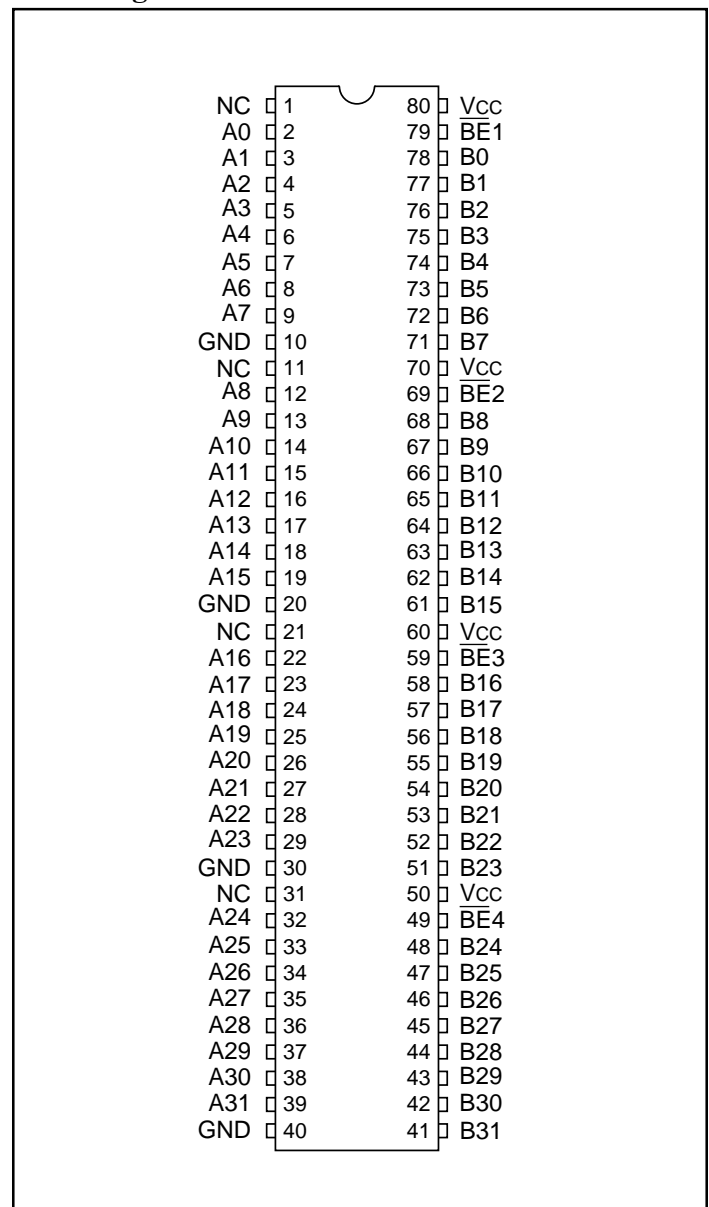 NC 1 80 Vcc
A0 2 79 B̅E̅1
A1 3 78 B0
A2 4 77 B1
A3 5 76 B2
A4 6 75 B3
A5 7 74 B4
A6 8 73 B5
A7 9 72 B6
GND 10 71 B7
NC 11 70 Vcc
A8 12 69 B̅E̅2
A9 13 68 B8
A10 14 67 B9
A11 15 66 B10
A12 16 65 B11
A13 17 64 B12
A14 18 63 B13
A15 19 62 B14
GND 20 61 B15
NC 21 60 Vcc
A16 22 59 B̅E̅3
A17 23 58 B16
A18 24 57 B17
A19 25 56 B18
A20 26 55 B19
A21 27 54 B20
A22 28 53 B21
A23 29 52 B22
GND 30 51 B23
NC 31 50 Vcc
A24 32 49 B̅E̅4
A25 33 48 B24
A26 34 47 B25
A27 35 46 B26
A28 36 45 B27
A29 37 44 B28
A30 38 43 B29
A31 39 42 B30
GND 40 41 B31